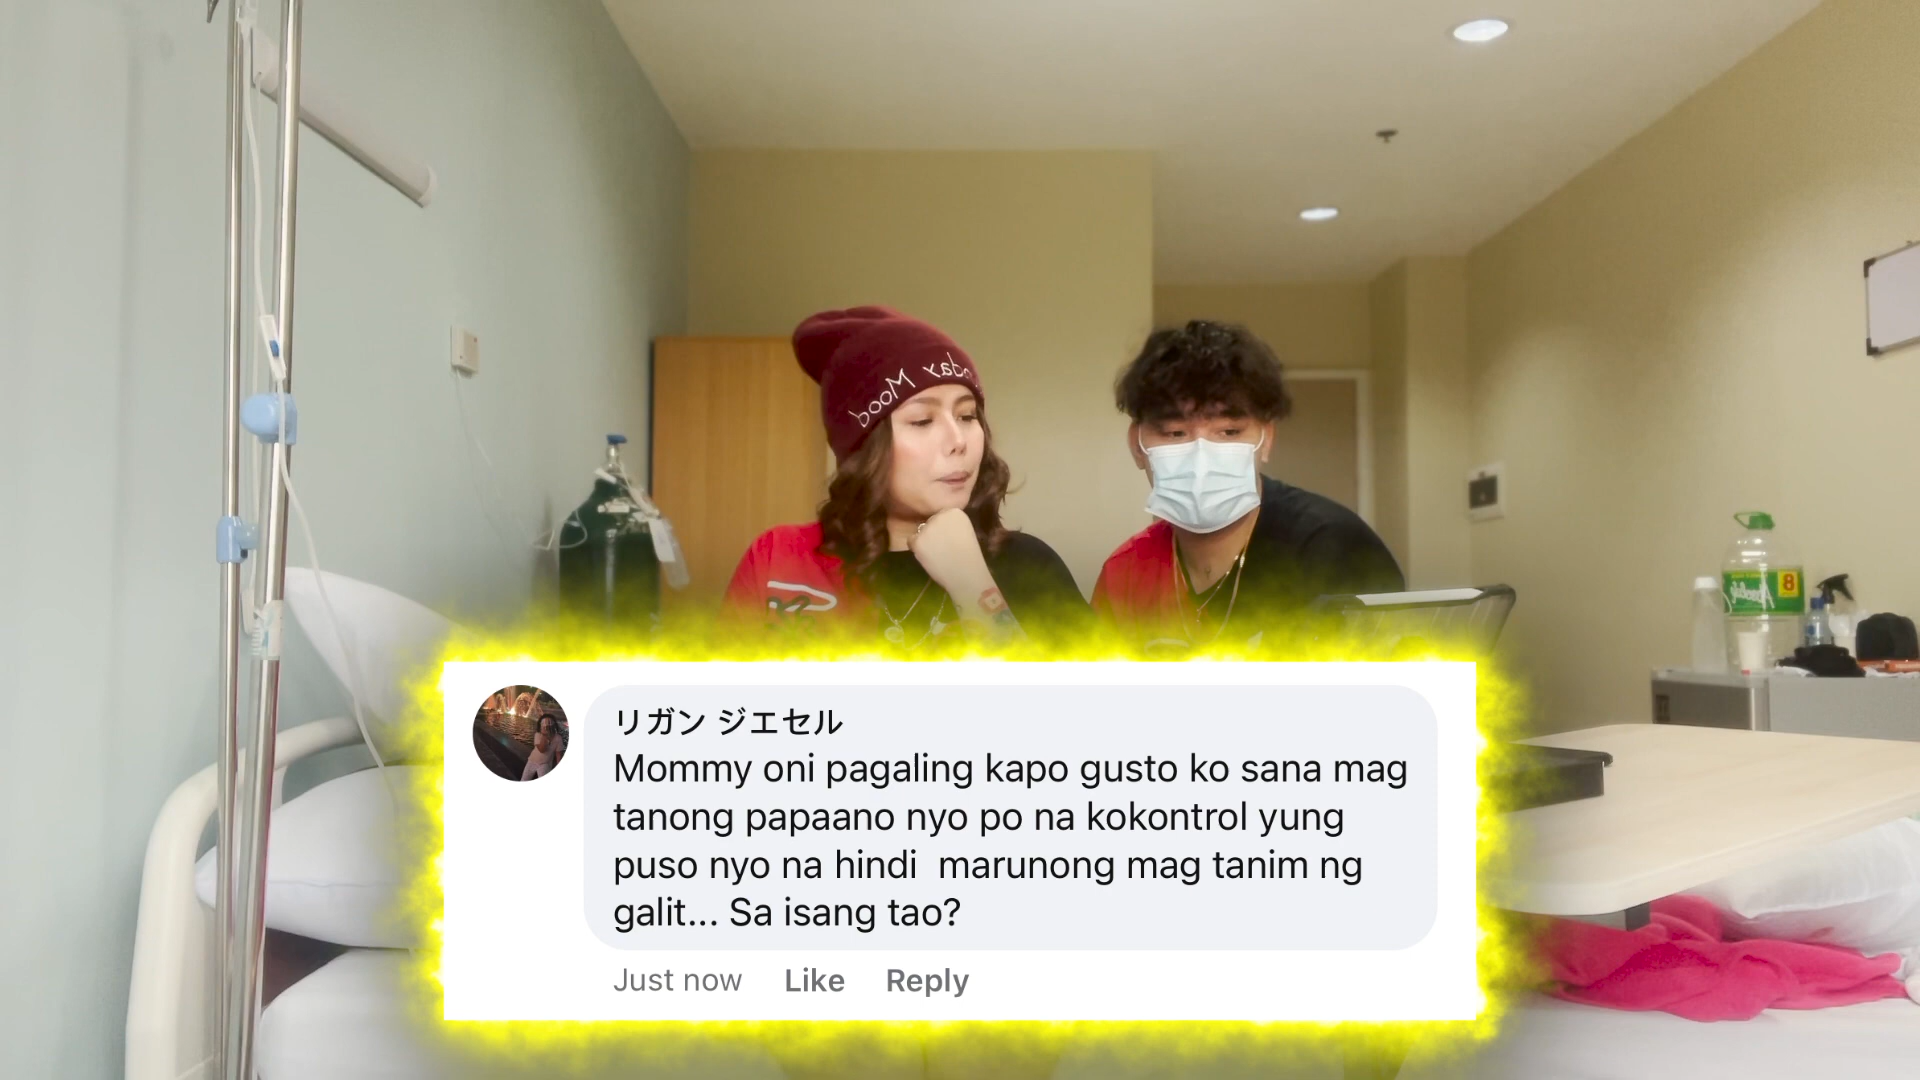 リガン ジエセル
Mommy oni pagaling kapo gusto ko sana mag
tanong papaano nyo po na kokontrol yung
puso nyo na hindi  marunong mag tanim ng
galit... Sa isang tao?
Just now Like Reply
Mood
8